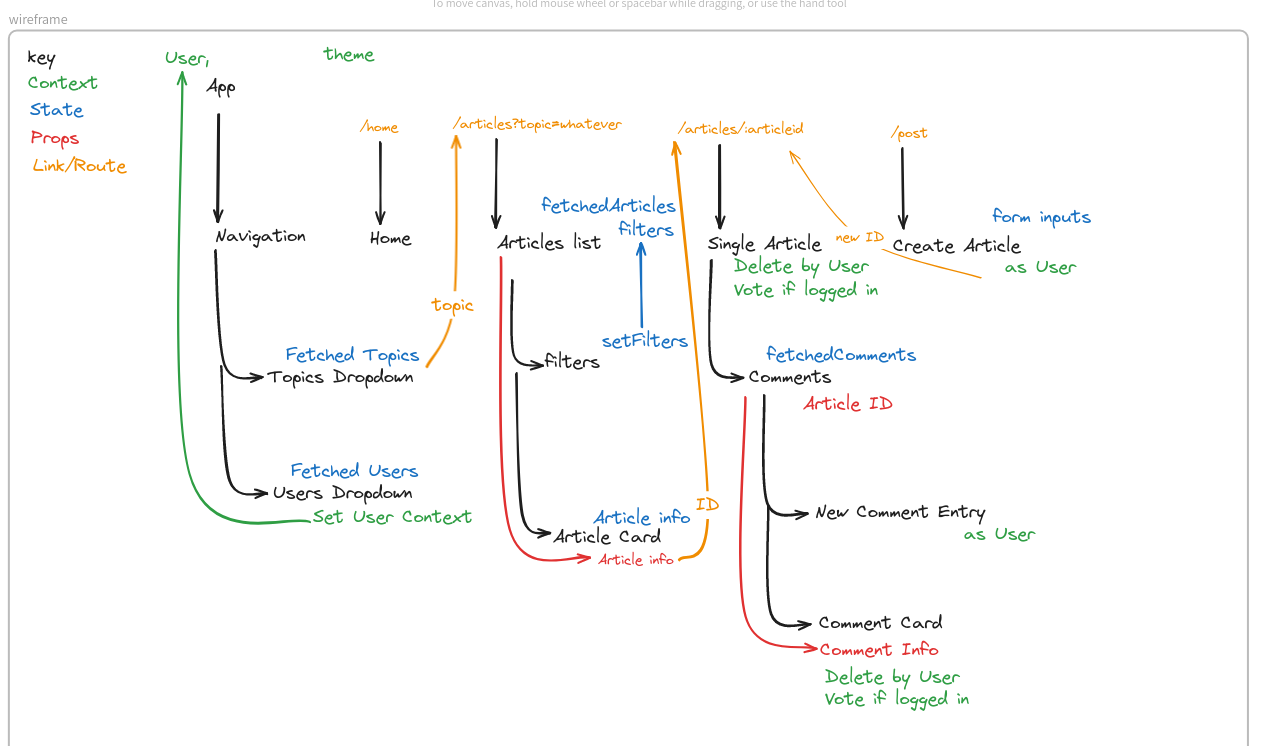 To move canvas, hold mouse wheel or spacebar while dragging, or use the hand tool
wireframe
key
Context
State
Props
Link/Route
User,
theme
App
/home
/articles?topic=whatever
/articles/:articleid
/post
Navigation
Home
Articles list
fetchedArticles
filters
Single Article
Delete by User
Vote if logged in
new ID
Create Article
form inputs
as User
topic
setFilters
filters
Fetched Topics
Topics Dropdown
fetchedComments
Comments
Article ID
Fetched Users
Users Dropdown
Set User Context
Article info
Article Card
Article info
ID
New Comment Entry
as User
Comment Card
Comment Info
Delete by User
Vote if logged in